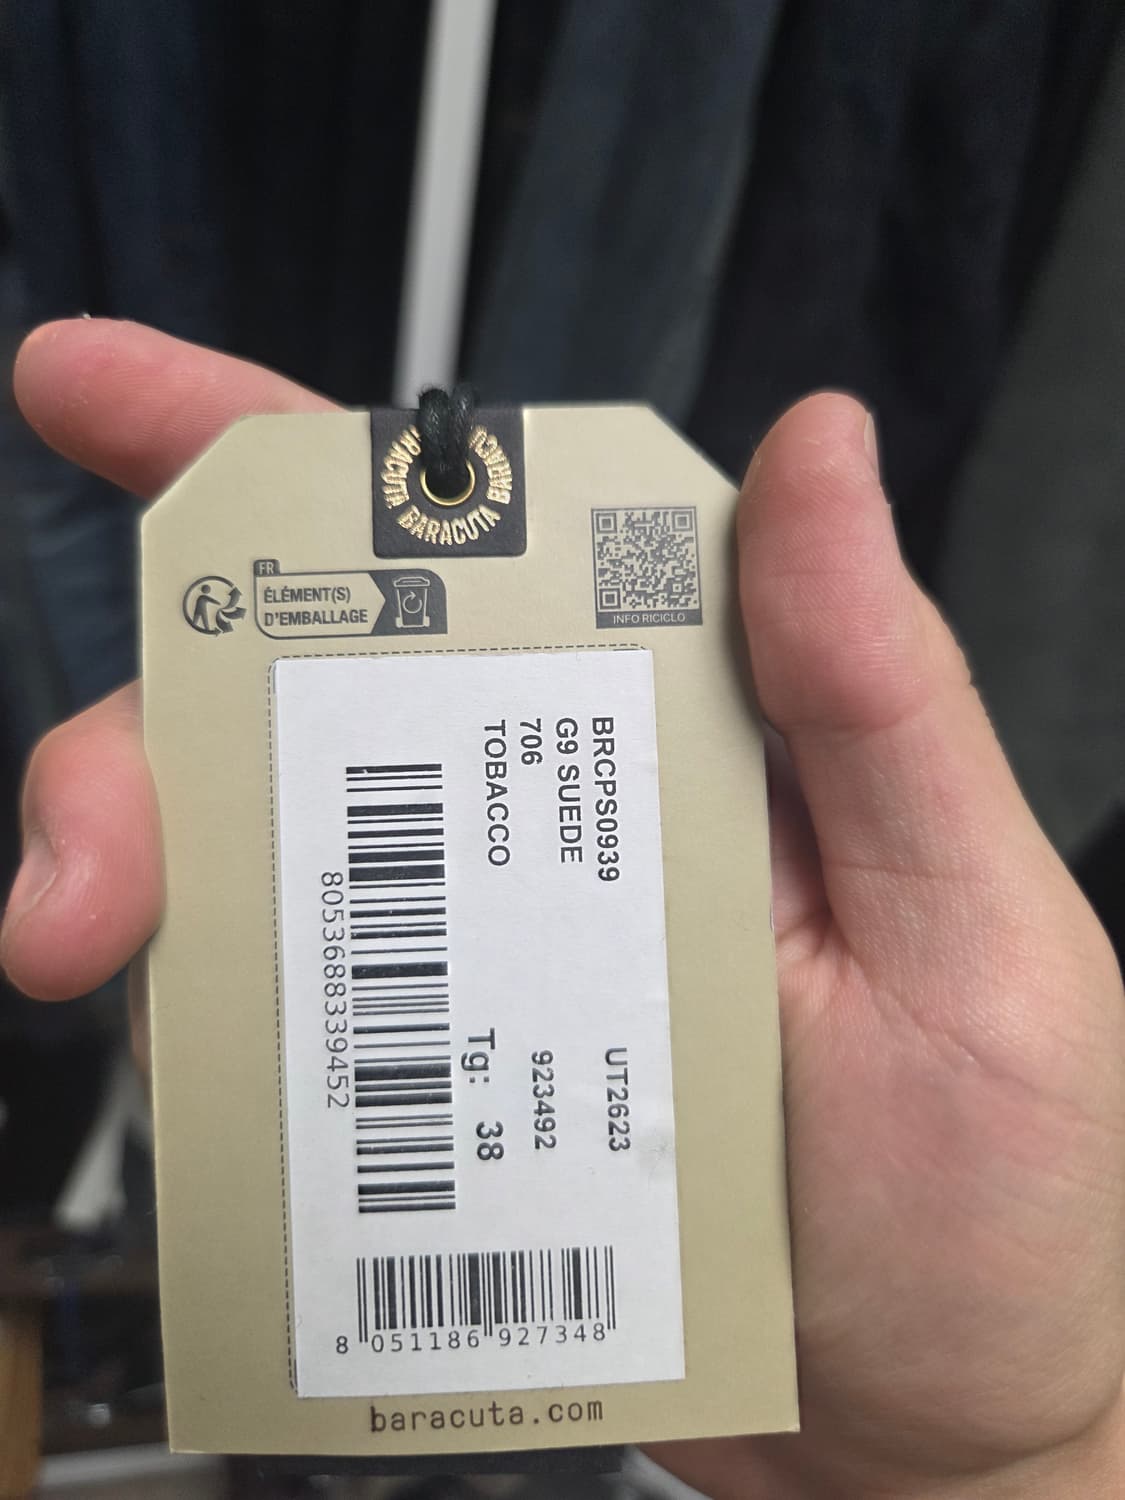 BARACUTA BARACUTA BARACU
FR
ÉLÉMENT(S)
D'EMBALLAGE
INFO RICICLO
BRCPS0939
UT2623
G9 SUEDE
706
923492
TOBACCO
Tg: 38
8053688339452
8 051186 927348
baracuta.com